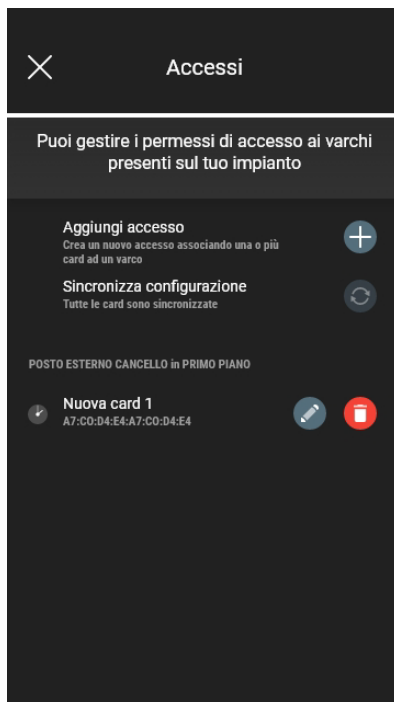 Accessi
Puoi gestire i permessi di accesso ai varchi
presenti sul tuo impianto
Aggiungi accesso
Crea un nuovo accesso associando una o più
card ad un varco
Sincronizza configurazione
Tutte le card sono sincronizzate
POSTO ESTERNO CANCELLO in PRIMO PIANO
Nuova card 1
A7:C0:D4:E4:A7:C0:D4:E4